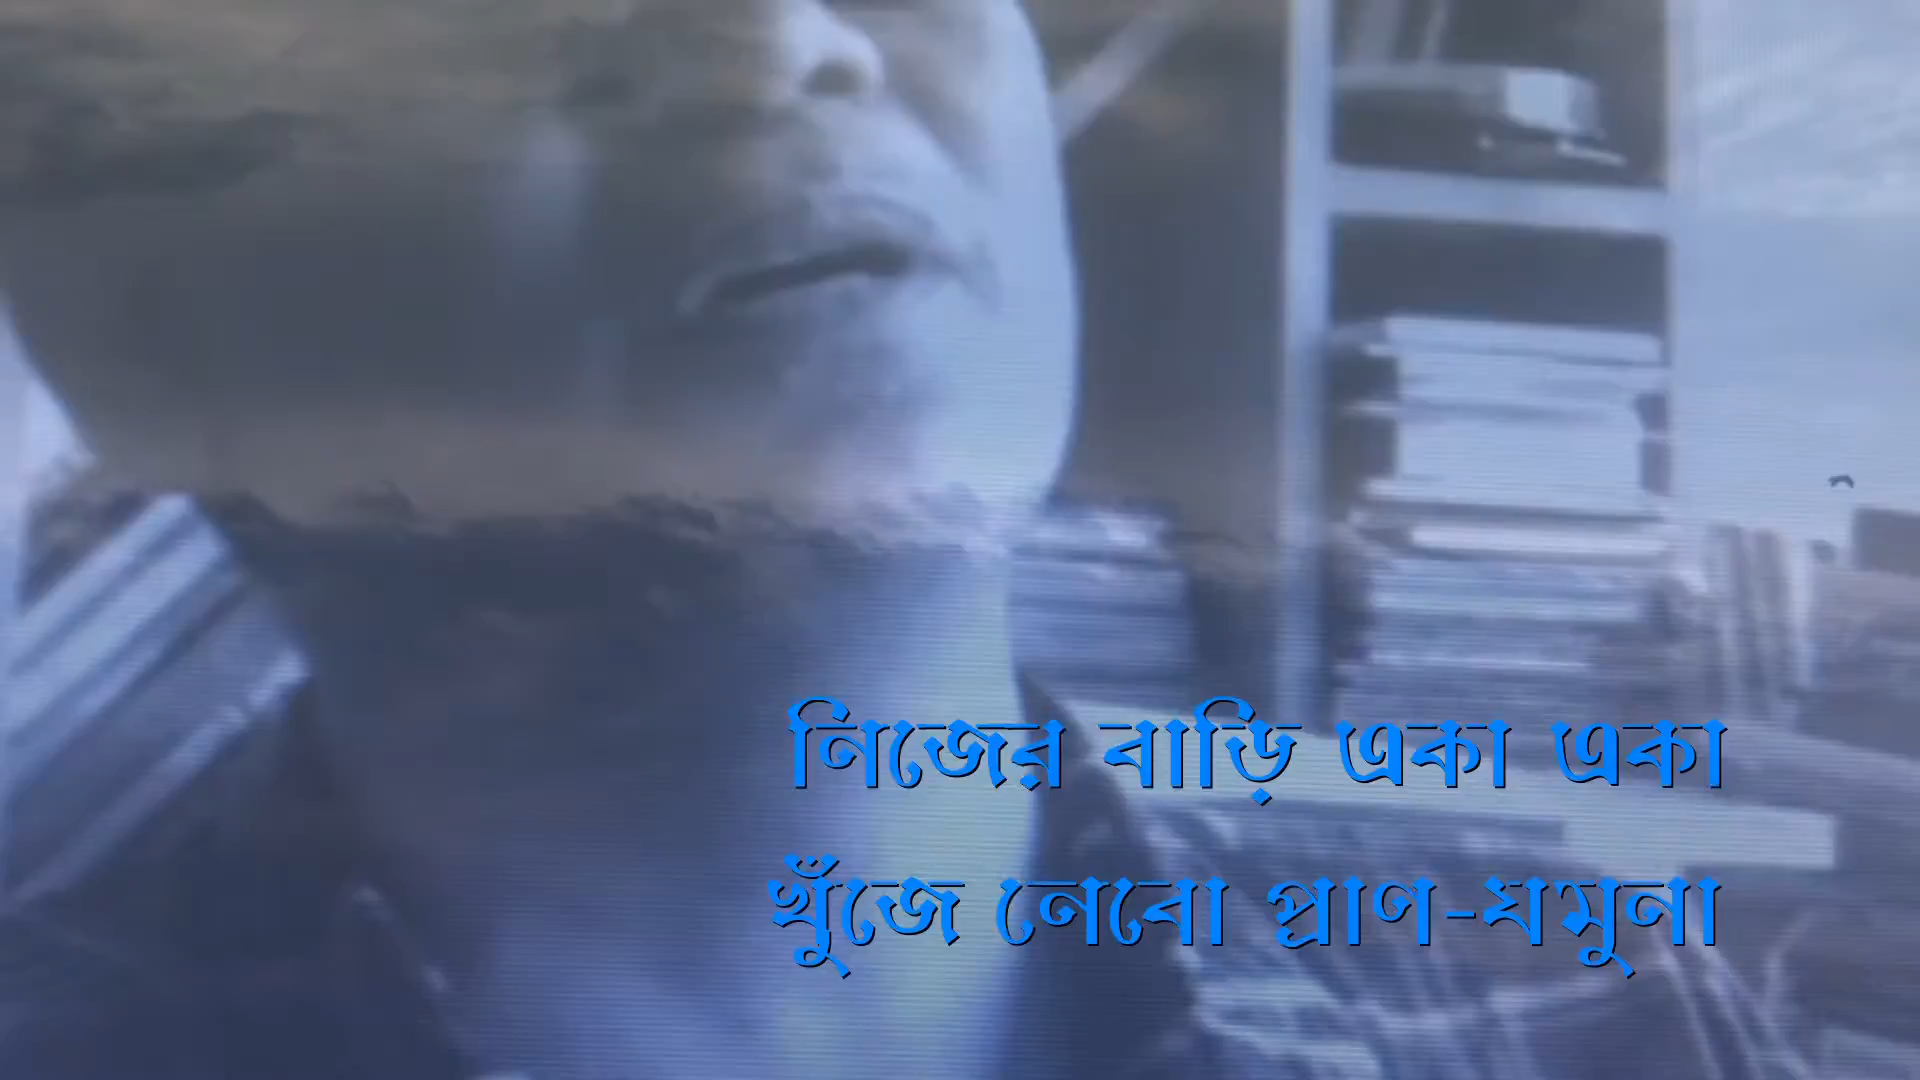 নিজের বাড়ি একা একা
খুঁজে নেবো প্রাণ-যমুনা